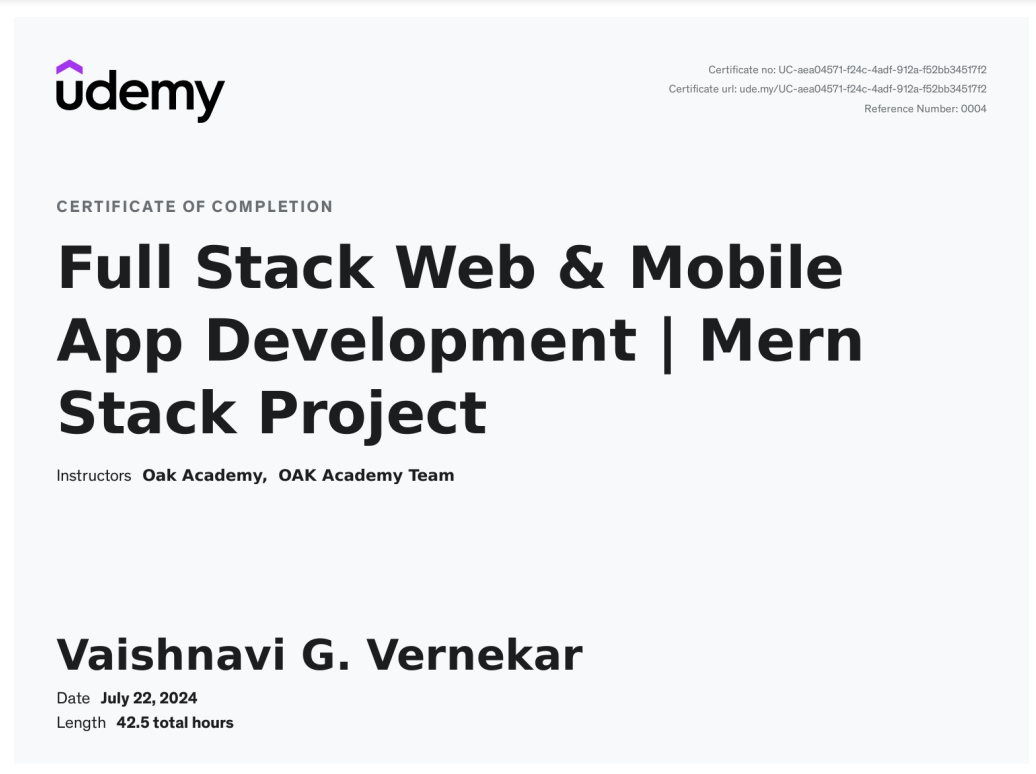 udemy
Certificate no: UC-aea04571-f24c-4adf-912a-f52bb34517f2
Certificate url: ude.my/UC-aea04571-f24c-4adf-912a-f52bb34517f2
Reference Number: 0004
CERTIFICATE OF COMPLETION
Full Stack Web & Mobile
App Development | Mern
Stack Project
Instructors Oak Academy, OAK Academy Team
Vaishnavi G. Vernekar
Date July 22, 2024
Length 42.5 total hours